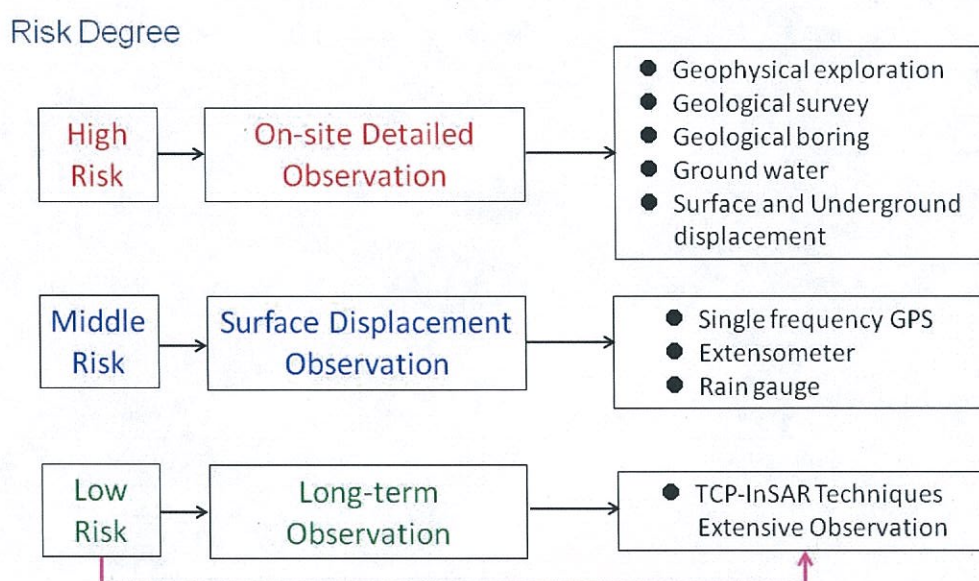 Risk Degree
High
Risk
On-site Detailed
Observation
Geophysical exploration
Geological survey
Geological boring
Ground water
Surface and Underground
displacement
Middle
Risk
Surface Displacement
Observation
Single frequency GPS
Extensometer
Rain gauge
Low
Risk
Long-term
Observation
TCP-InSAR Techniques
Extensive Observation